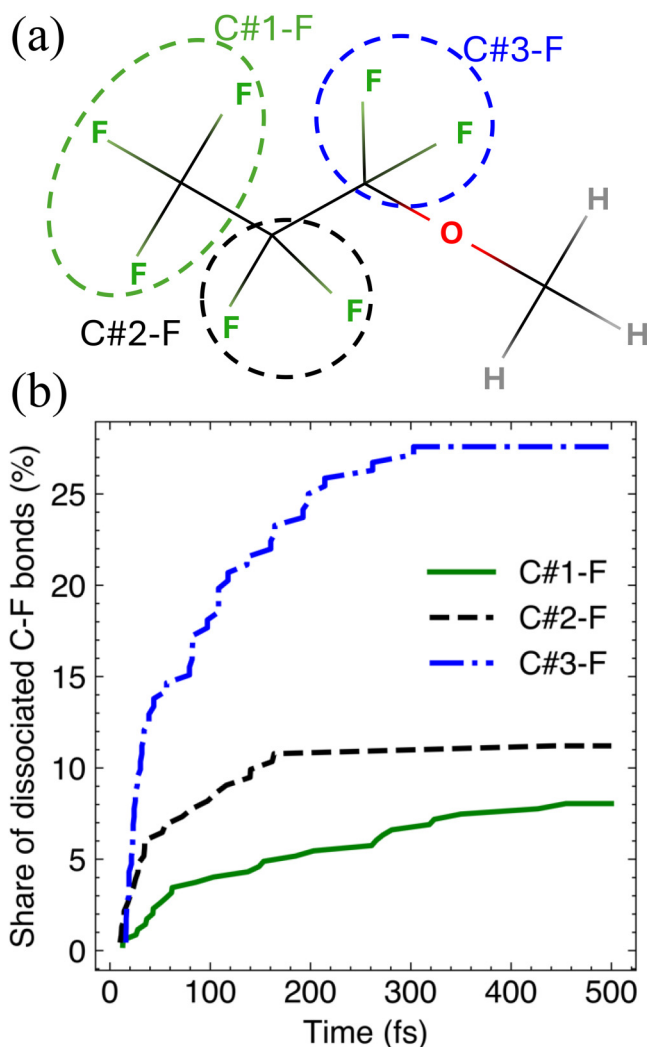 (a)
C#1-F
C#3-F
F
F
F
F
F
H
O
F
F
C#2-F
H
H
(b)
Share of dissociated C-F bonds (%)
25
20
15
10
5
0
C#1-F
C#2-F
C#3-F
0 100 200 300 400 500
Time (fs)